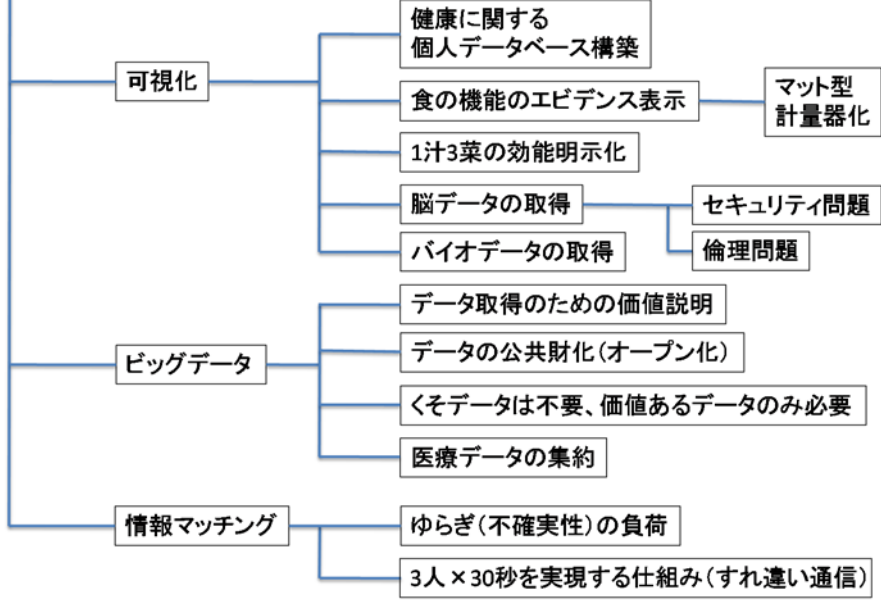 可視化
健康に関する
個人データベース構築
食の機能のエビデンス表示
マット型
計量器化
1汁3菜の効能明示化
脳データの取得
セキュリティ問題
倫理問題
バイオデータの取得
ビッグデータ
データ取得のための価値説明
データの公共財化(オープン化)
くそデータは不要、価値あるデータのみ必要
医療データの集約
情報マッチング
ゆらぎ(不確実性)の負荷
3人×30秒を実現する仕組み(すれ違い通信)